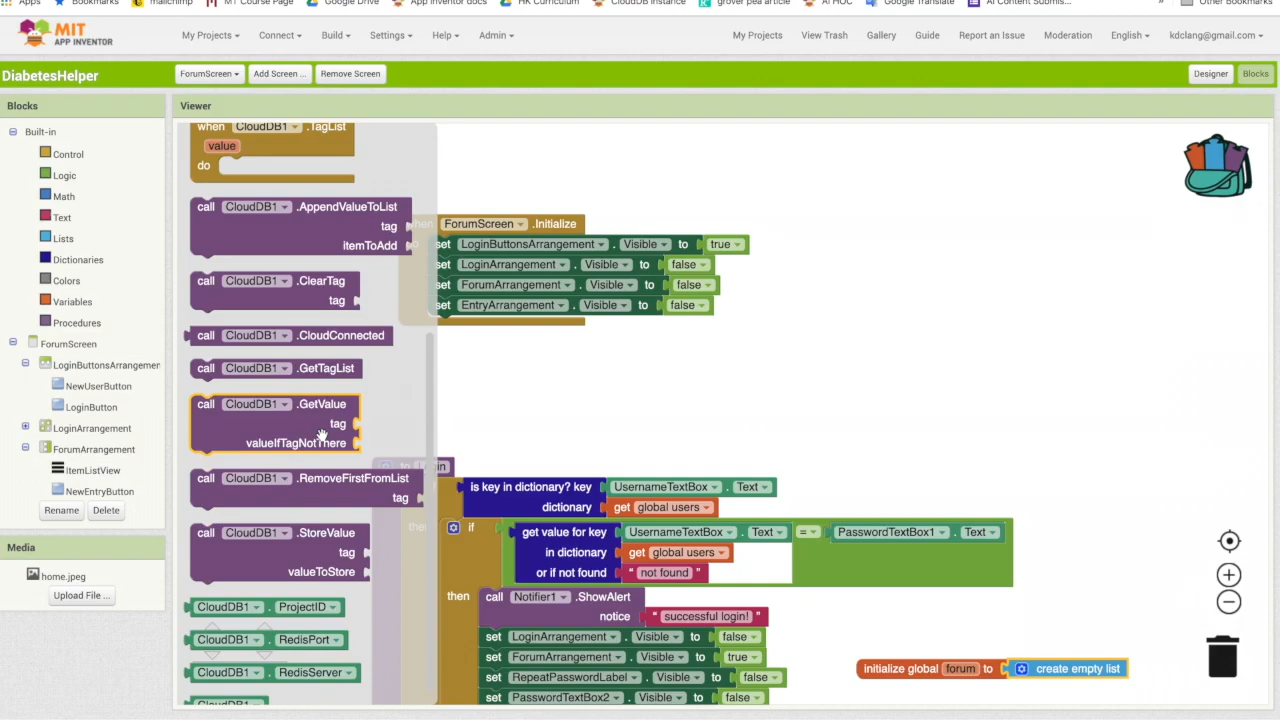 Apps
Bookmarks
mailchimp
MIT Course Page
Google Drive
App Inventor docs
HK Curriculum
CloudDB Instance
grover pea article
AI HOC
Google Translate
AI Content Submis...
»
Other Bookmarks
MIT
APP INVENTOR
My Projects
Connect
Build
Settings
Help
Admin
My Projects
View Trash
Gallery
Guide
Report an Issue
Moderation
English
kdclang@gmail.com
DiabetesHelper
ForumScreen
Add Screen ...
Remove Screen
Designer
Blocks
Blocks
Viewer
Built-in
Control
Logic
Math
Text
Lists
Dictionaries
Colors
Variables
Procedures
ForumScreen
LoginButtonsArrangemen
NewUserButton
LoginButton
LoginArrangement
ForumArrangement
ItemListView
NewEntryButton
Rename Delete
Media
home.jpeg
Upload File ...
when CloudDB1 .TagList
value
do
call CloudDB1 .AppendValueToList
tag
itemToAdd
call CloudDB1 .ClearTag
tag
call CloudDB1 .CloudConnected
call CloudDB1 .GetTagList
call CloudDB1 .GetValue
tag
valueIfTagNotThere
call CloudDB1 .RemoveFirstFromList
tag
call CloudDB1 .StoreValue
tag
valueToStore
CloudDB1 . ProjectID
CloudDB1 . RedisPort
CloudDB1 . RedisServer
CloudDB1
when ForumScreen .Initialize
do set LoginButtonsArrangement . Visible to true
set LoginArrangement . Visible to false
set ForumArrangement . Visible to false
set EntryArrangement . Visible to false
to login
is key in dictionary? key UsernameTextBox . Text
dictionary get global users
then if get value for key UsernameTextBox . Text = PasswordTextBox1 . Text
in dictionary get global users
or if not found " not found "
then call Notifier1 .ShowAlert
notice " successful login! "
set LoginArrangement . Visible to false
set ForumArrangement . Visible to true
set RepeatPasswordLabel . Visible to false
set PasswordTextBox2 . Visible to false
initialize global forum to create empty list